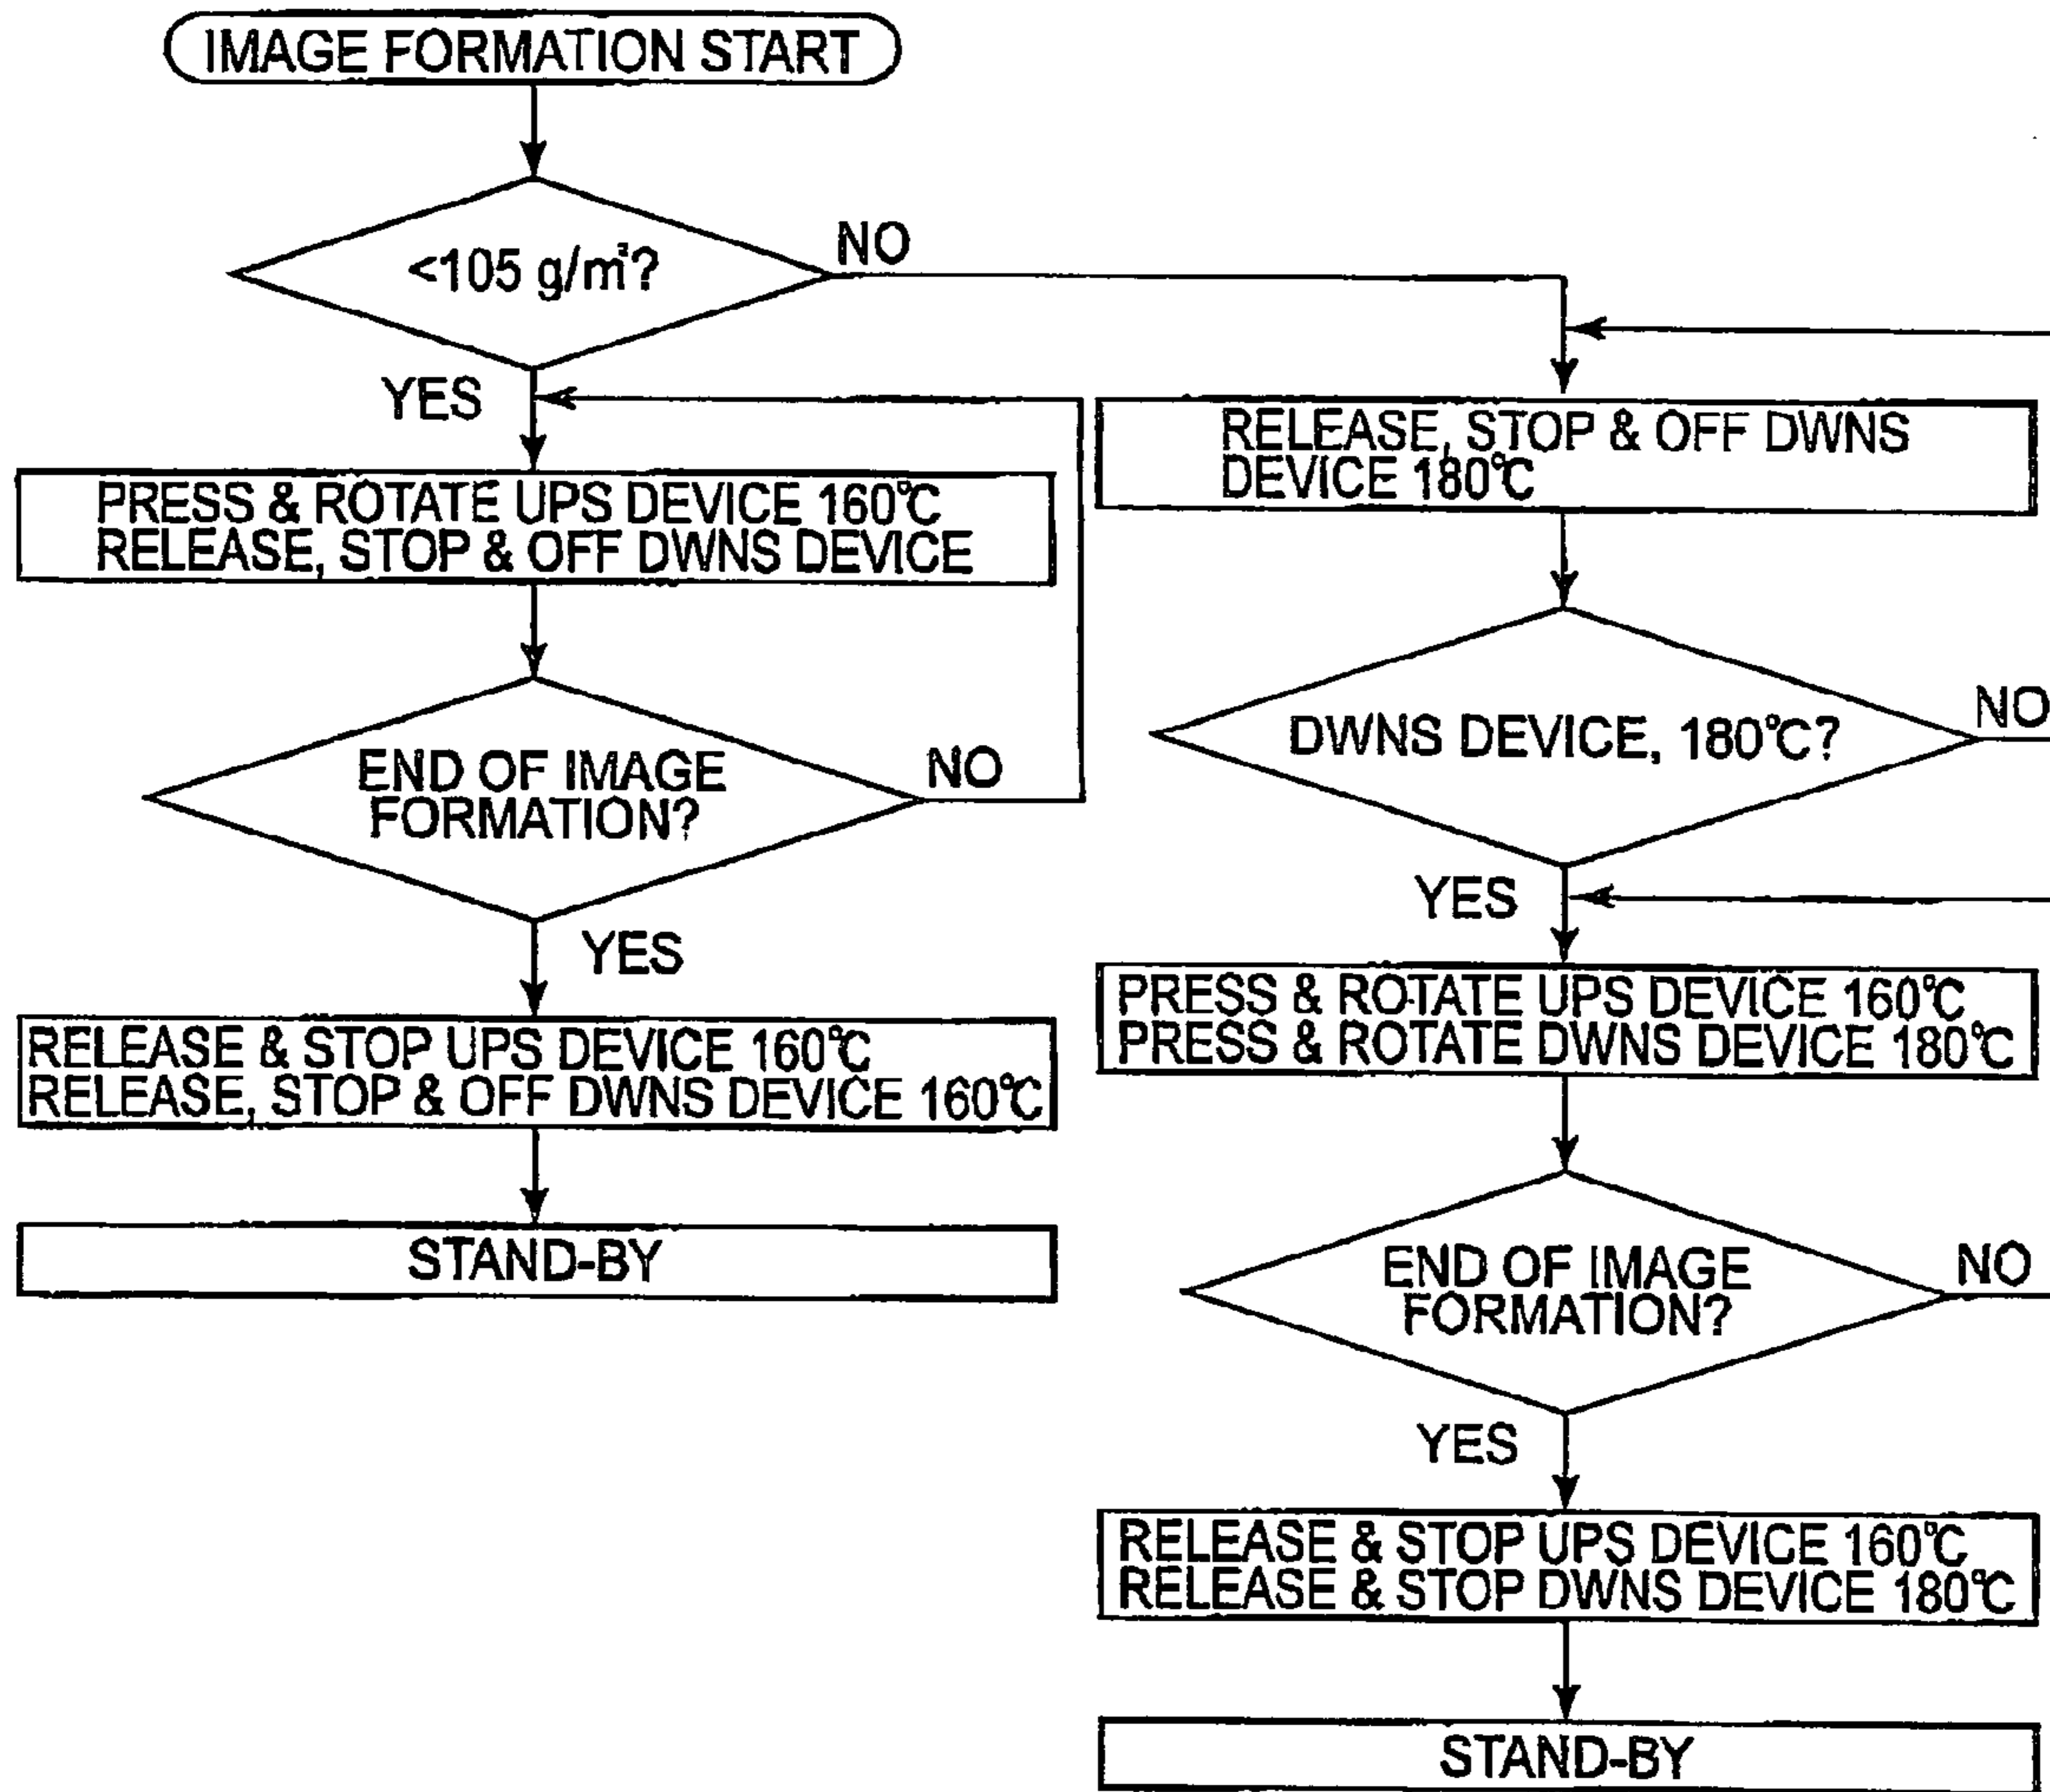 IMAGE FORMATION START
<105 g/m²?
NO
YES
PRESS & ROTATE UPS DEVICE 160℃
RELEASE, STOP & OFF DWNS DEVICE
END OF IMAGE
FORMATION?
NO
YES
RELEASE & STOP UPS DEVICE 160℃
RELEASE, STOP & OFF DWNS DEVICE 160℃
STAND-BY
RELEASE, STOP & OFF DWNS
DEVICE 180℃
DWNS DEVICE, 180℃?
NO
YES
PRESS & ROTATE UPS DEVICE 160℃
PRESS & ROTATE DWNS DEVICE 180℃
END OF IMAGE
FORMATION?
NO
YES
RELEASE & STOP UPS DEVICE 160℃
RELEASE & STOP DWNS DEVICE 180℃
STAND-BY